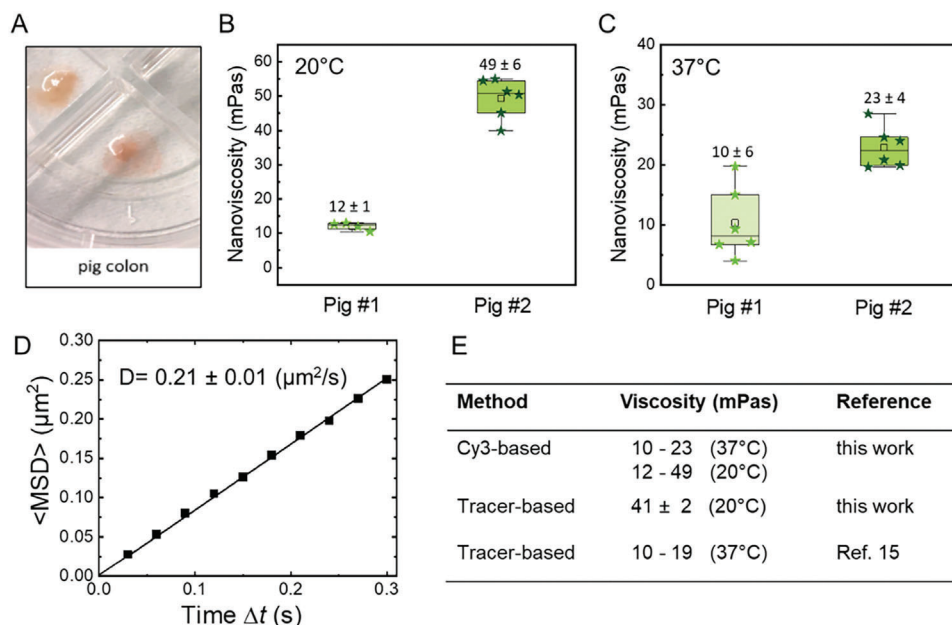 A
pig colon
B
20°C
Nanoviscosity (mPas)
60
50
40
30
20
10
0
12 ± 1
49 ± 6
Pig #1
Pig #2
C
37°C
Nanoviscosity (mPas)
40
30
20
10
0
10 ± 6
23 ± 4
Pig #1
Pig #2
D
D= 0.21 ± 0.01 (µm²/s)
<MSD> (µm²)
0.30
0.25
0.20
0.15
0.10
0.05
0.00
0.0
0.1
0.2
0.3
Time Δt (s)
E
Method Viscosity (mPas) Reference
Cy3-based 10 - 23 (37°C) this work
12 - 49 (20°C)
Tracer-based 41 ± 2 (20°C) this work
Tracer-based 10 - 19 (37°C) Ref. 15